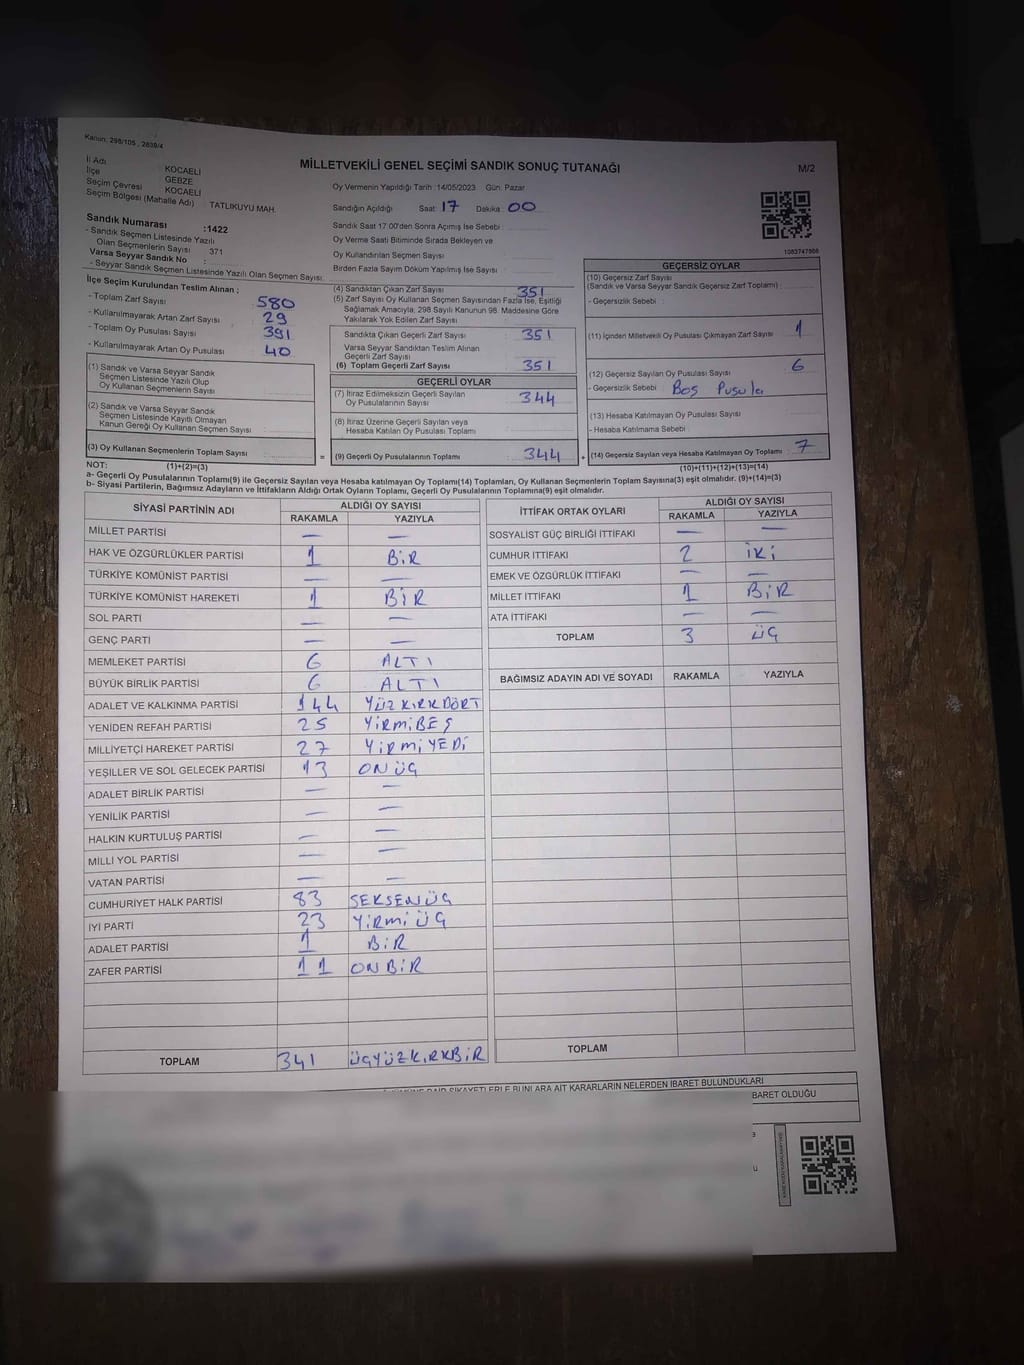 Kanun: 298/105 , 2839/4
MİLLETVEKİLİ GENEL SEÇİMİ SANDIK SONUÇ TUTANAĞI
M/2
İl Adı : KOCAELİ
İlçe : GEBZE
Seçim Çevresi : KOCAELİ
Seçim Bölgesi (Mahalle Adı) : TATLIKUYU MAH.
Sandık Numarası :1422
- Sandık Seçmen Listesinde Yazılı
Olan Seçmenlerin Sayısı : 371
Varsa Seyyar Sandık No :
- Seyyar Sandık Seçmen Listesinde Yazılı Olan Seçmen Sayısı:
Oy Vermenin Yapıldığı Tarih :14/05/2023 Gün: Pazar
Sandığın Açıldığı Saat: 17 Dakika: 00
Sandık Saat 17:00'den Sonra Açımış İse Sebebi :
Oy Verme Saati Bitiminde Sırada Bekleyen ve
Oy Kullandırılan Seçmen Sayısı :
Birden Fazla Sayım Döküm Yapılmış İse Sayısı :
1083747868
İlçe Seçim Kurulundan Teslim Alınan ;
- Toplam Zarf Sayısı : 580
- Kullanılmayarak Artan Zarf Sayısı : 29
- Toplam Oy Pusulası Sayısı : 391
- Kullanılmayarak Artan Oy Pusulası : 40
(1) Sandık ve Varsa Seyyar Sandık
Seçmen Listesinde Yazılı Olup
Oy Kullanan Seçmenlerin Sayısı :
(2) Sandık ve Varsa Seyyar Sandık
Seçmen Listesinde Kayıtlı Olmayan
Kanun Gereği Oy Kullanan Seçmen Sayısı :
(3) Oy Kullanan Seçmenlerin Toplam Sayısı :
(4) Sandıktan Çıkan Zarf Sayısı : 351
(5) Zarf Sayısı Oy Kullanan Seçmen Sayısından Fazla İse, Eşitliği
Sağlamak Amacıyla, 298 Sayılı Kanunun 98. Maddesine Göre
Yakılarak Yok Edilen Zarf Sayısı :
Sandıkta Çıkan Geçerli Zarf Sayısı : 351
Varsa Seyyar Sandıktan Teslim Alınan
Geçerli Zarf Sayısı :
(6) Toplam Geçerli Zarf Sayısı : 351
GEÇERLİ OYLAR
(7) İtiraz Edilmeksizin Geçerli Sayılan
Oy Pusulalarının Sayısı : 344
(8) İtiraz Üzerine Geçerli Sayılan veya
Hesaba Katılan Oy Pusulası Toplamı :
= (9) Geçerli Oy Pusulalarının Toplamı : 344
GEÇERSİZ OYLAR
(10) Geçersiz Zarf Sayısı
(Sandık ve Varsa Seyyar Sandık Geçersiz Zarf Toplamı) :
- Geçersizlik Sebebi :
(11) İçinden Milletvekili Oy Pusulası Çıkmayan Zarf Sayısı : 1
(12) Geçersiz Sayılan Oy Pusulası Sayısı : 6
- Geçersizlik Sebebi : Boş Pusula
(13) Hesaba Katılmayan Oy Pusulası Sayısı :
- Hesaba Katılmama Sebebi :
+ (14) Geçersiz Sayılan veya Hesaba Katılmayan Oy Toplamı : 7
NOT: (1)+(2)=(3)
(10)+(11)+(12)+(13)=(14)
a- Geçerli Oy Pusulalarının Toplamı(9) ile Geçersiz Sayılan veya Hesaba katılmayan Oy Toplamı(14) Toplamları, Oy Kullanan Seçmenlerin Toplam Sayısına(3) eşit olmalıdır. (9)+(14)=(3)
b- Siyasi Partilerin, Bağımsız Adayların ve İttifakların Aldığı Ortak Oyların Toplamı, Geçerli Oy Pusulalarının Toplamına(9) eşit olmalıdır.
SİYASİ PARTİNİN ADI
ALDIĞI OY SAYISI
RAKAMLA YAZIYLA
MİLLET PARTİSİ — —
HAK VE ÖZGÜRLÜKLER PARTİSİ 1 BİR
TÜRKİYE KOMÜNİST PARTİSİ — —
TÜRKİYE KOMÜNİST HAREKETİ 1 BİR
SOL PARTİ — —
GENÇ PARTİ — —
MEMLEKET PARTİSİ 6 ALTI
BÜYÜK BİRLİK PARTİSİ 6 ALTI
ADALET VE KALKINMA PARTİSİ 144 YÜZKIRKDÖRT
YENİDEN REFAH PARTİSİ 25 YİRMİBEŞ
MİLLİYETÇİ HAREKET PARTİSİ 27 YİRMİYEDİ
YEŞİLLER VE SOL GELECEK PARTİSİ 13 ONÜÇ
ADALET BİRLİK PARTİSİ — —
YENİLİK PARTİSİ — —
HALKIN KURTULUŞ PARTİSİ — —
MİLLİ YOL PARTİSİ — —
VATAN PARTİSİ — —
CUMHURİYET HALK PARTİSİ 83 SEKSENÜÇ
İYİ PARTİ 23 YİRMİÜÇ
ADALET PARTİSİ 1 BİR
ZAFER PARTİSİ 11 ONBİR
TOPLAM 341 ÜÇYÜZKIRKBİR
İTTİFAK ORTAK OYLARI
ALDIĞI OY SAYISI
RAKAMLA YAZIYLA
SOSYALİST GÜÇ BİRLİĞİ İTTİFAKI — —
CUMHUR İTTİFAKI 2 İKİ
EMEK VE ÖZGÜRLÜK İTTİFAKI — —
MİLLET İTTİFAKI 1 BİR
ATA İTTİFAKI — —
TOPLAM 3 ÜÇ
BAĞIMSIZ ADAYIN ADI VE SOYADI RAKAMLA YAZIYLA
TOPLAM
DAİR ŞİKAYETLERLE BUNLARA AİT KARARLARIN NELERDEN İBARET BULUNDUKLARI
BARET OLDUĞU